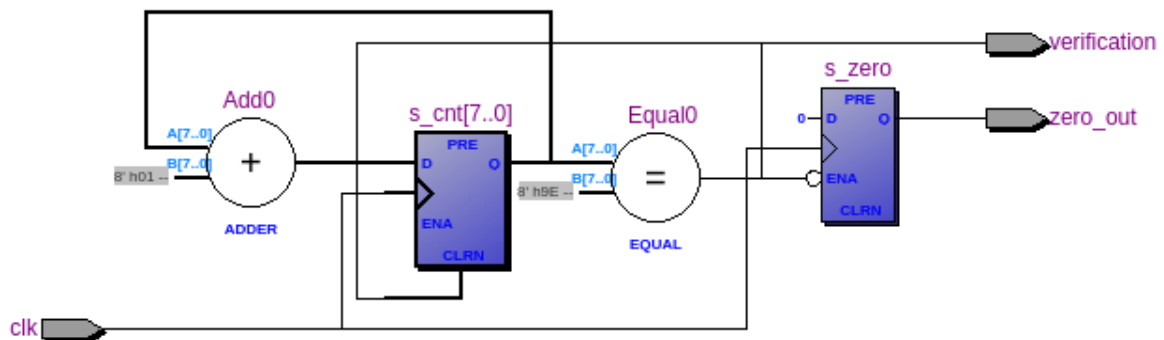 verification
s_zero
PRE
0
D
Q
zero_out
ENA
CLRN
Add0
A[7..0]
B[7..0]
8' h01 --
+
ADDER
s_cnt[7..0]
PRE
D
Q
ENA
CLRN
Equal0
A[7..0]
B[7..0]
8' h9E --
=
EQUAL
clk